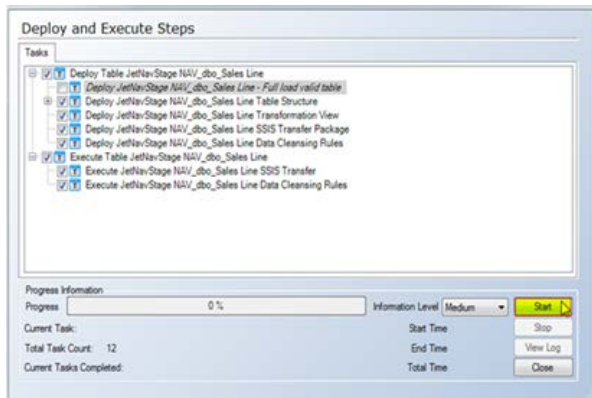 Deploy and Execute Steps
Tasks
Deploy Table JetNavStage NAV_dbo_Sales Line
Deploy JetNavStage NAV_dbo_Sales Line - Full load valid table
Deploy JetNavStage NAV_dbo_Sales Line Table Structure
Deploy JetNavStage NAV_dbo_Sales Line Transformation View
Deploy JetNavStage NAV_dbo_Sales Line SSIS Transfer Package
Deploy JetNavStage NAV_dbo_Sales Line Data Cleansing Rules
Execute Table JetNavStage NAV_dbo_Sales Line
Execute JetNavStage NAV_dbo_Sales Line SSIS Transfer
Execute JetNavStage NAV_dbo_Sales Line Data Cleansing Rules
Progress Information
Progress 0 % Information Level Medium Start
Current Task: Start Time Stop
Total Task Count: 12 End Time View Log
Current Tasks Completed: Total Time Close